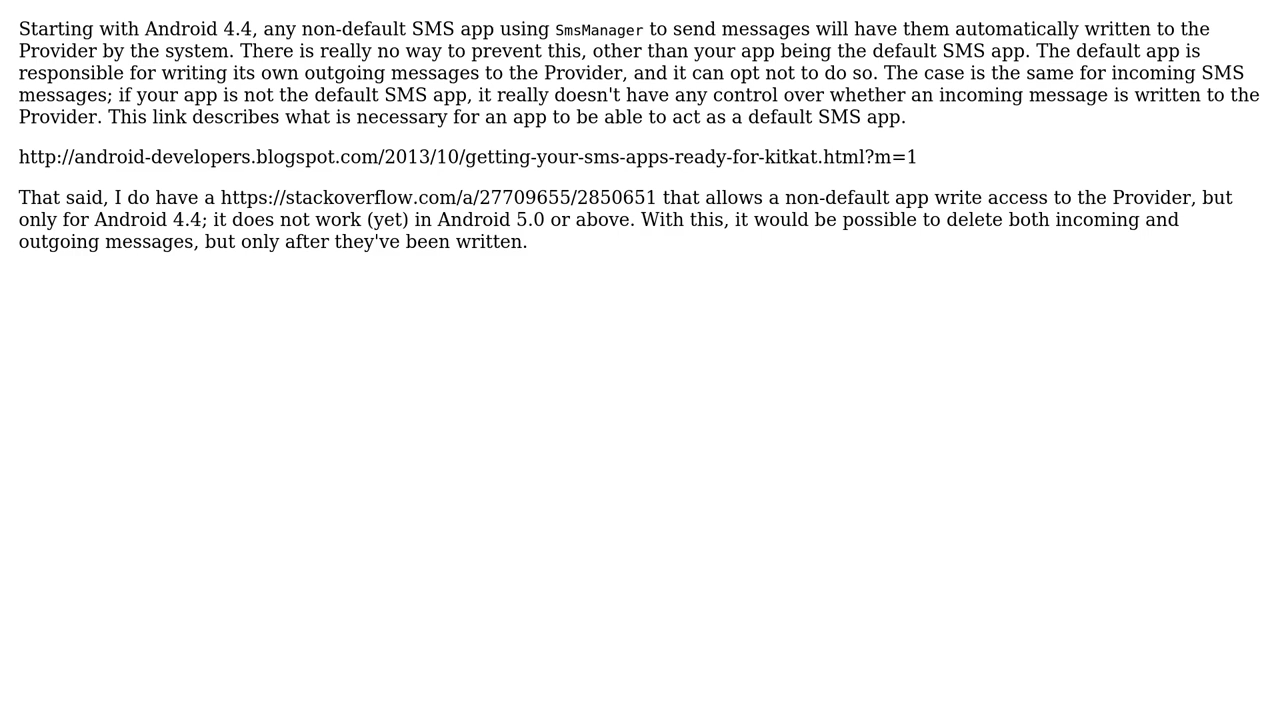 Starting with Android 4.4, any non-default SMS app using SmsManager to send messages will have them automatically written to the
Provider by the system. There is really no way to prevent this, other than your app being the default SMS app. The default app is
responsible for writing its own outgoing messages to the Provider, and it can opt not to do so. The case is the same for incoming SMS
messages; if your app is not the default SMS app, it really doesn't have any control over whether an incoming message is written to the
Provider. This link describes what is necessary for an app to be able to act as a default SMS app.
http://android-developers.blogspot.com/2013/10/getting-your-sms-apps-ready-for-kitkat.html?m=1
That said, I do have a https://stackoverflow.com/a/27709655/2850651 that allows a non-default app write access to the Provider, but
only for Android 4.4; it does not work (yet) in Android 5.0 or above. With this, it would be possible to delete both incoming and
outgoing messages, but only after they've been written.